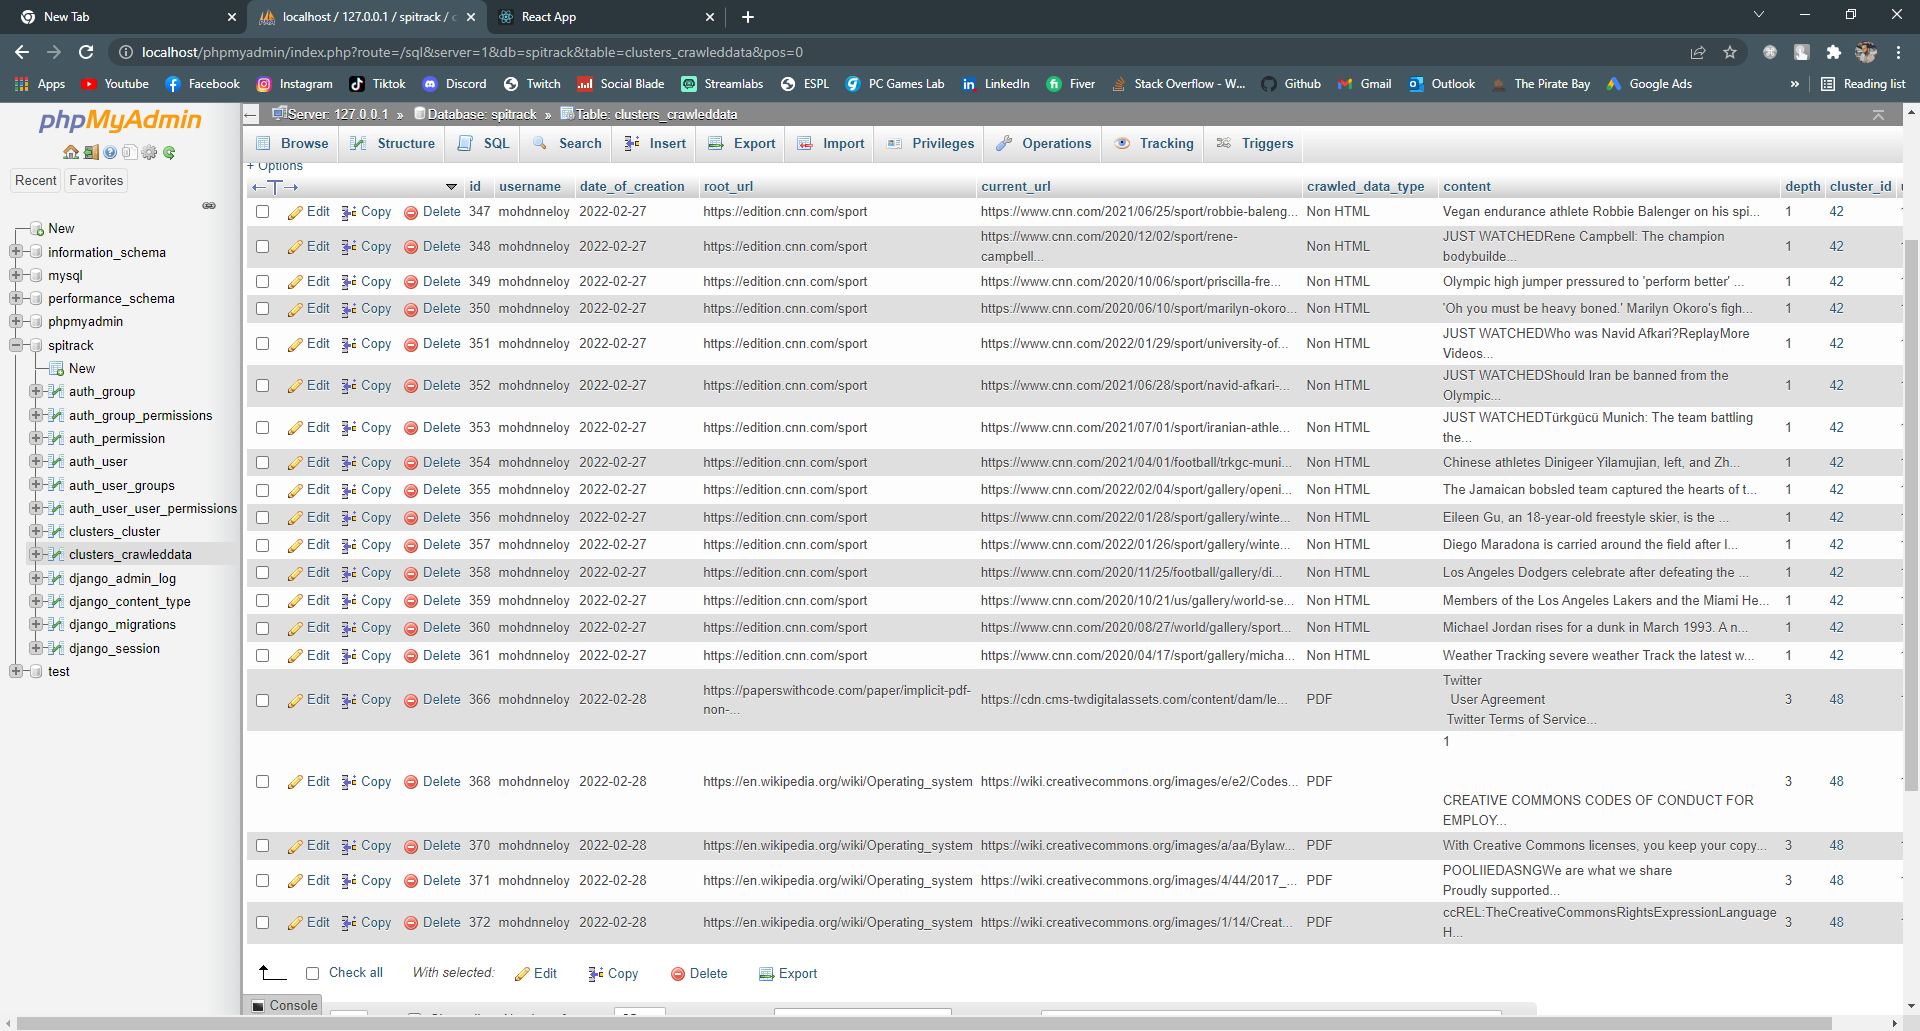 New Tab
localhost / 127.0.0.1 / spitrack / c
React App
localhost/phpmyadmin/index.php?route=/sql&server=1&db=spitrack&table=clusters_crawleddata&pos=0
Apps Youtube Facebook Instagram Tiktok Discord Twitch Social Blade Streamlabs ESPL PC Games Lab LinkedIn Fiver Stack Overflow - W... Github Gmail Outlook The Pirate Bay Google Ads » Reading list
phpMyAdmin
Recent Favorites
New
information_schema
mysql
performance_schema
phpmyadmin
spitrack
New
auth_group
auth_group_permissions
auth_permission
auth_user
auth_user_groups
auth_user_user_permissions
clusters_cluster
clusters_crawleddata
django_admin_log
django_content_type
django_migrations
django_session
test
Server: 127.0.0.1 » Database: spitrack » Table: clusters_crawleddata
Browse Structure SQL Search Insert Export Import Privileges Operations Tracking Triggers
+ Options
id username date_of_creation root_url current_url crawled_data_type content depth cluster_id
Edit Copy Delete 347 mohdnneloy 2022-02-27 https://edition.cnn.com/sport https://www.cnn.com/2021/06/25/sport/robbie-baleng... Non HTML Vegan endurance athlete Robbie Balenger on his spi... 1 42
Edit Copy Delete 348 mohdnneloy 2022-02-27 https://edition.cnn.com/sport https://www.cnn.com/2020/12/02/sport/rene-
campbell... Non HTML JUST WATCHEDRene Campbell: The champion
bodybuilde... 1 42
Edit Copy Delete 349 mohdnneloy 2022-02-27 https://edition.cnn.com/sport https://www.cnn.com/2020/10/06/sport/priscilla-fre... Non HTML Olympic high jumper pressured to 'perform better' ... 1 42
Edit Copy Delete 350 mohdnneloy 2022-02-27 https://edition.cnn.com/sport https://www.cnn.com/2020/06/10/sport/marilyn-okoro... Non HTML 'Oh you must be heavy boned.' Marilyn Okoro's figh... 1 42
Edit Copy Delete 351 mohdnneloy 2022-02-27 https://edition.cnn.com/sport https://www.cnn.com/2022/01/29/sport/university-of... Non HTML JUST WATCHEDWho was Navid Afkari?ReplayMore
Videos... 1 42
Edit Copy Delete 352 mohdnneloy 2022-02-27 https://edition.cnn.com/sport https://www.cnn.com/2021/06/28/sport/navid-afkari-... Non HTML JUST WATCHEDShould Iran be banned from the
Olympic... 1 42
Edit Copy Delete 353 mohdnneloy 2022-02-27 https://edition.cnn.com/sport https://www.cnn.com/2021/07/01/sport/iranian-athle... Non HTML JUST WATCHEDTürkgücü Munich: The team battling
the... 1 42
Edit Copy Delete 354 mohdnneloy 2022-02-27 https://edition.cnn.com/sport https://www.cnn.com/2021/04/01/football/trkgc-muni... Non HTML Chinese athletes Dinigeer Yilamujian, left, and Zh... 1 42
Edit Copy Delete 355 mohdnneloy 2022-02-27 https://edition.cnn.com/sport https://www.cnn.com/2022/02/04/sport/gallery/openi... Non HTML The Jamaican bobsled team captured the hearts of t... 1 42
Edit Copy Delete 356 mohdnneloy 2022-02-27 https://edition.cnn.com/sport https://www.cnn.com/2022/01/28/sport/gallery/winte... Non HTML Eileen Gu, an 18-year-old freestyle skier, is the ... 1 42
Edit Copy Delete 357 mohdnneloy 2022-02-27 https://edition.cnn.com/sport https://www.cnn.com/2022/01/26/sport/gallery/winte... Non HTML Diego Maradona is carried around the field after l... 1 42
Edit Copy Delete 358 mohdnneloy 2022-02-27 https://edition.cnn.com/sport https://www.cnn.com/2020/11/25/football/gallery/di... Non HTML Los Angeles Dodgers celebrate after defeating the ... 1 42
Edit Copy Delete 359 mohdnneloy 2022-02-27 https://edition.cnn.com/sport https://www.cnn.com/2020/10/21/us/gallery/world-se... Non HTML Members of the Los Angeles Lakers and the Miami He... 1 42
Edit Copy Delete 360 mohdnneloy 2022-02-27 https://edition.cnn.com/sport https://www.cnn.com/2020/08/27/world/gallery/sport... Non HTML Michael Jordan rises for a dunk in March 1993. A n... 1 42
Edit Copy Delete 361 mohdnneloy 2022-02-27 https://edition.cnn.com/sport https://www.cnn.com/2020/04/17/sport/gallery/micha... Non HTML Weather Tracking severe weather Track the latest w... 1 42
Edit Copy Delete 366 mohdnneloy 2022-02-28 https://paperswithcode.com/paper/implicit-pdf-
non-... https://cdn.cms-twdigitalassets.com/content/dam/le... PDF Twitter
User Agreement
Twitter Terms of Service... 3 48
1
Edit Copy Delete 368 mohdnneloy 2022-02-28 https://en.wikipedia.org/wiki/Operating_system https://wiki.creativecommons.org/images/e/e2/Codes... PDF 3 48
CREATIVE COMMONS CODES OF CONDUCT FOR
EMPLOY...
Edit Copy Delete 370 mohdnneloy 2022-02-28 https://en.wikipedia.org/wiki/Operating_system https://wiki.creativecommons.org/images/a/aa/Bylaw... PDF With Creative Commons licenses, you keep your copy... 3 48
Edit Copy Delete 371 mohdnneloy 2022-02-28 https://en.wikipedia.org/wiki/Operating_system https://wiki.creativecommons.org/images/4/44/2017_... PDF POOLIIEDASNGWe are what we share
Proudly supported... 3 48
Edit Copy Delete 372 mohdnneloy 2022-02-28 https://en.wikipedia.org/wiki/Operating_system https://wiki.creativecommons.org/images/1/14/Creat... PDF ccREL:TheCreativeCommonsRightsExpressionLanguage
H... 3 48
Check all With selected: Edit Copy Delete Export
Console